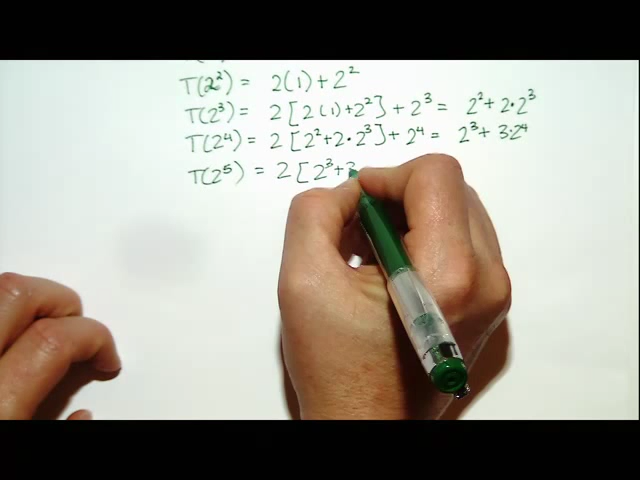 T(2²) = 2(1) + 2²
T(2³) = 2[2(1)+2²] + 2³ = 2² + 2·2³
T(2⁴) = 2[2²+2·2³] + 2⁴ = 2³ + 3·2⁴
T(2⁵) = 2[2³+